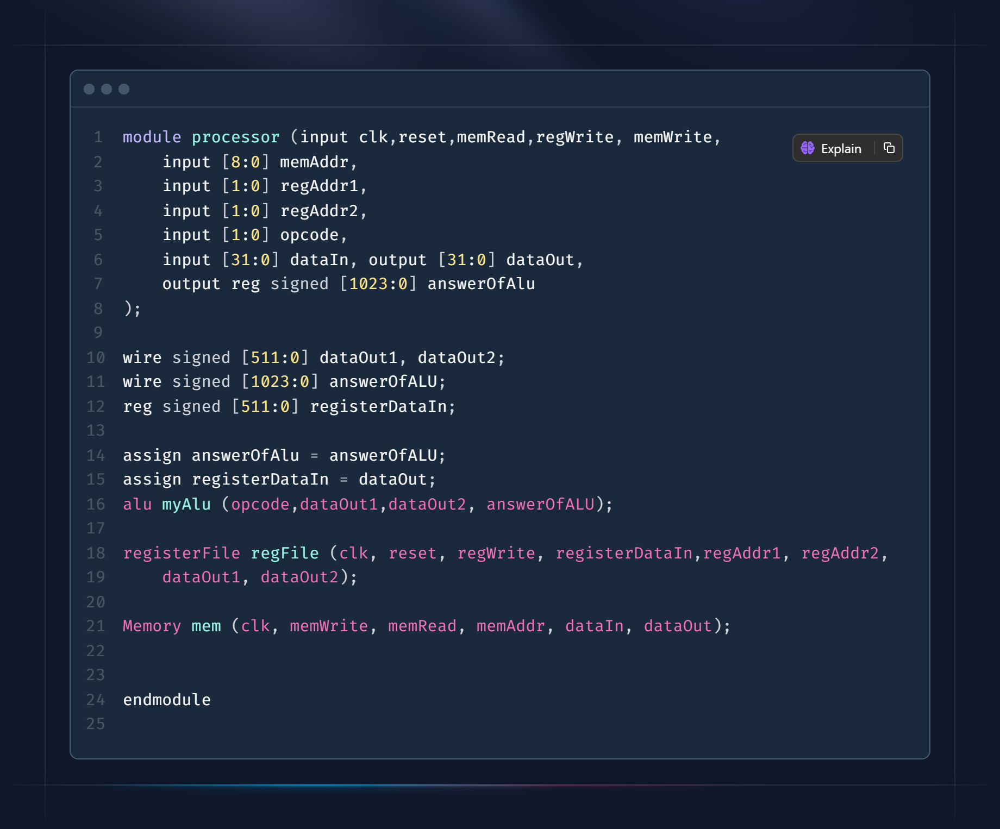 1 module processor (input clk,reset,memRead,regWrite, memWrite,
Explain
2     input [8:0] memAddr,
3     input [1:0] regAddr1,
4     input [1:0] regAddr2,
5     input [1:0] opcode,
6     input [31:0] dataIn, output [31:0] dataOut,
7     output reg signed [1023:0] answerOfAlu
8 );
9
10 wire signed [511:0] dataOut1, dataOut2;
11 wire signed [1023:0] answerOfALU;
12 reg signed [511:0] registerDataIn;
13
14 assign answerOfAlu = answerOfALU;
15 assign registerDataIn = dataOut;
16 alu myAlu (opcode,dataOut1,dataOut2, answerOfALU);
17
18 registerFile regFile (clk, reset, regWrite, registerDataIn,regAddr1, regAddr2,
19     dataOut1, dataOut2);
20
21 Memory mem (clk, memWrite, memRead, memAddr, dataIn, dataOut);
22
23
24 endmodule
25